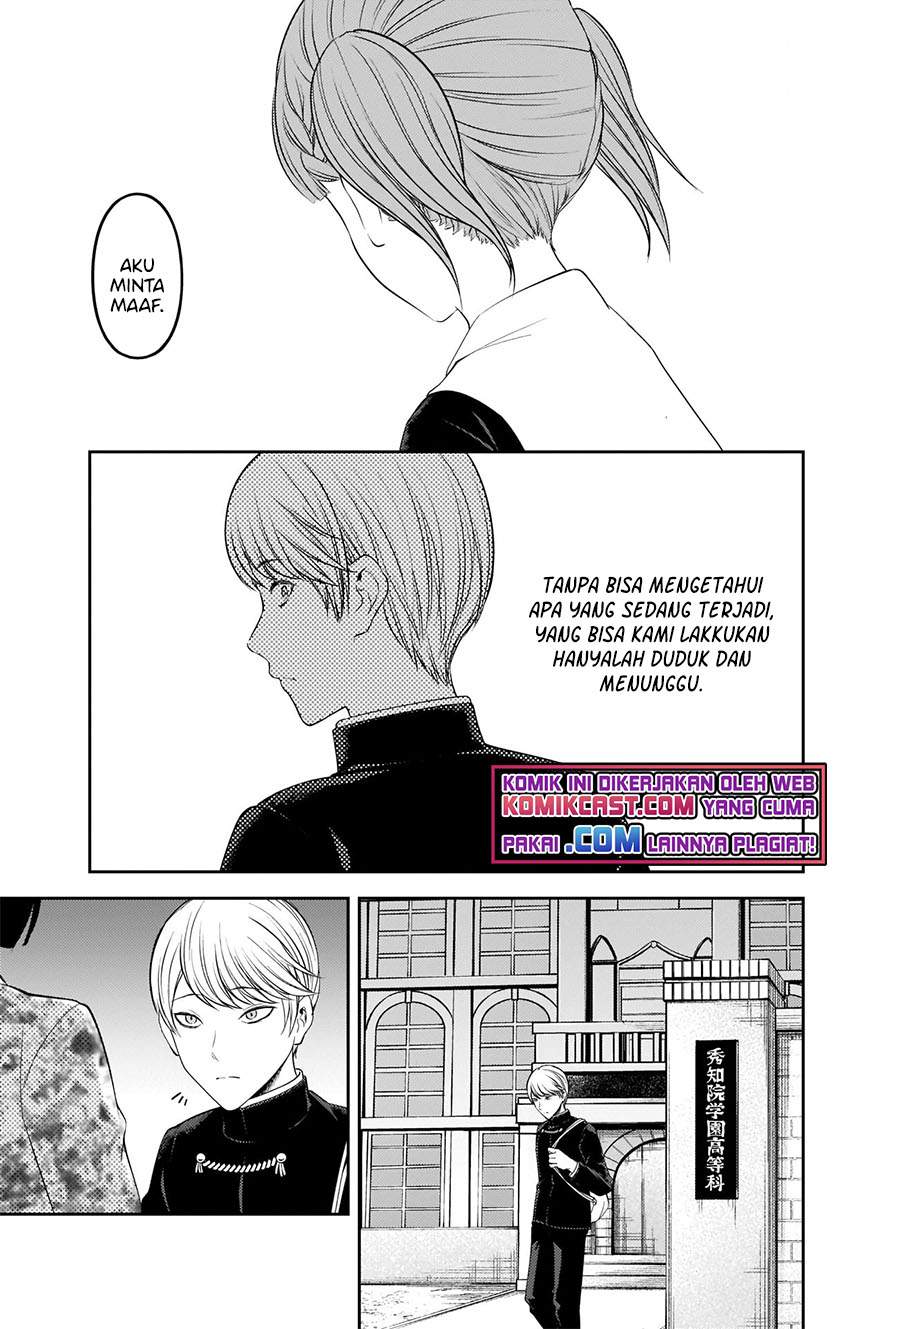 AKU
MINTA
MAAF.
TANPA BISA MENGETAHUI
APA YANG SEDANG TERJADI,
YANG BISA KAMI LAKKUKAN
HANYALAH DUDUK DAN
MENUNGGU.
KOMIK INI DIKERJAKAN OLEH WEB
KOMIKCAST.COM YANG CUMA
PAKAI .COM LAINNYA PLAGIAT!
秀知院学園高等科